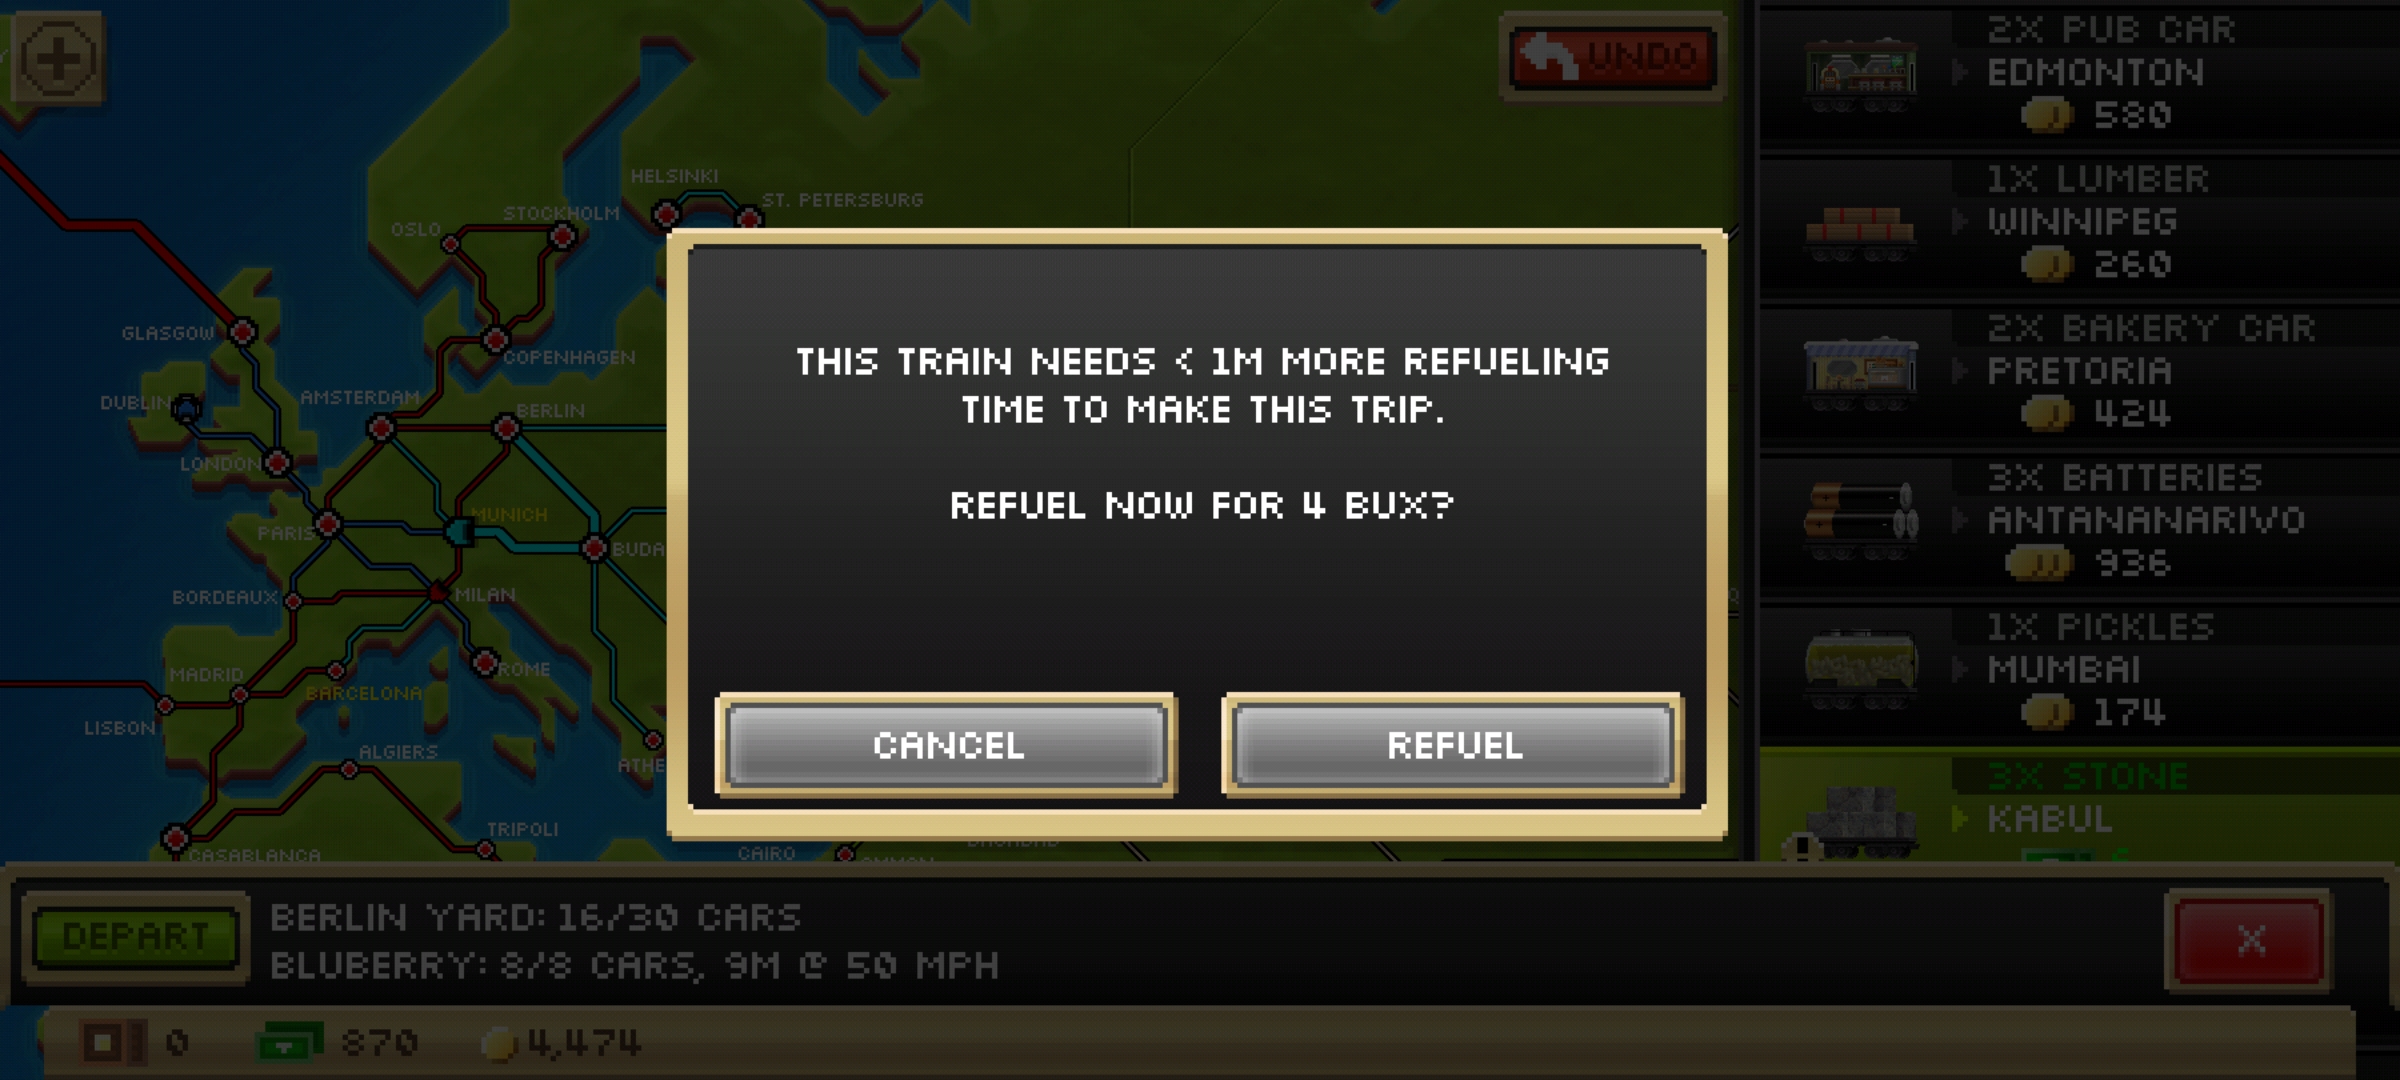 UNDO
HELSINKI
ST. PETERSBURG
STOCKHOLM
OSLO
GLASGOW
COPENHAGEN
DUBLIN
AMSTERDAM
BERLIN
LONDON
MUNICH
PARIS
BUDA
BORDEAUX
MILAN
MADRID
ROME
BARCELONA
LISBON
ALGIERS
ATHE
TRIPOLI
CASABLANCA
CAIRO
THIS TRAIN NEEDS < 1M MORE REFUELING
TIME TO MAKE THIS TRIP.
REFUEL NOW FOR 4 BUX?
CANCEL
REFUEL
2X PUB CAR
EDMONTON
580
1X LUMBER
WINNIPEG
260
2X BAKERY CAR
PRETORIA
424
3X BATTERIES
ANTANANARIVO
936
1X PICKLES
MUMBAI
174
3X STONE
KABUL
DEPART
BERLIN YARD: 16/30 CARS
BLUBERRY: 8/8 CARS, 9M @ 50 MPH
X
0
870
4,474